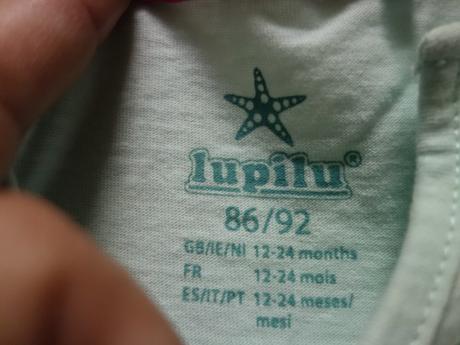 lupilu®
86/92
GB/IE/NI 12-24 months
FR 12-24 mois
ES/IT/PT 12-24 meses/
mesi